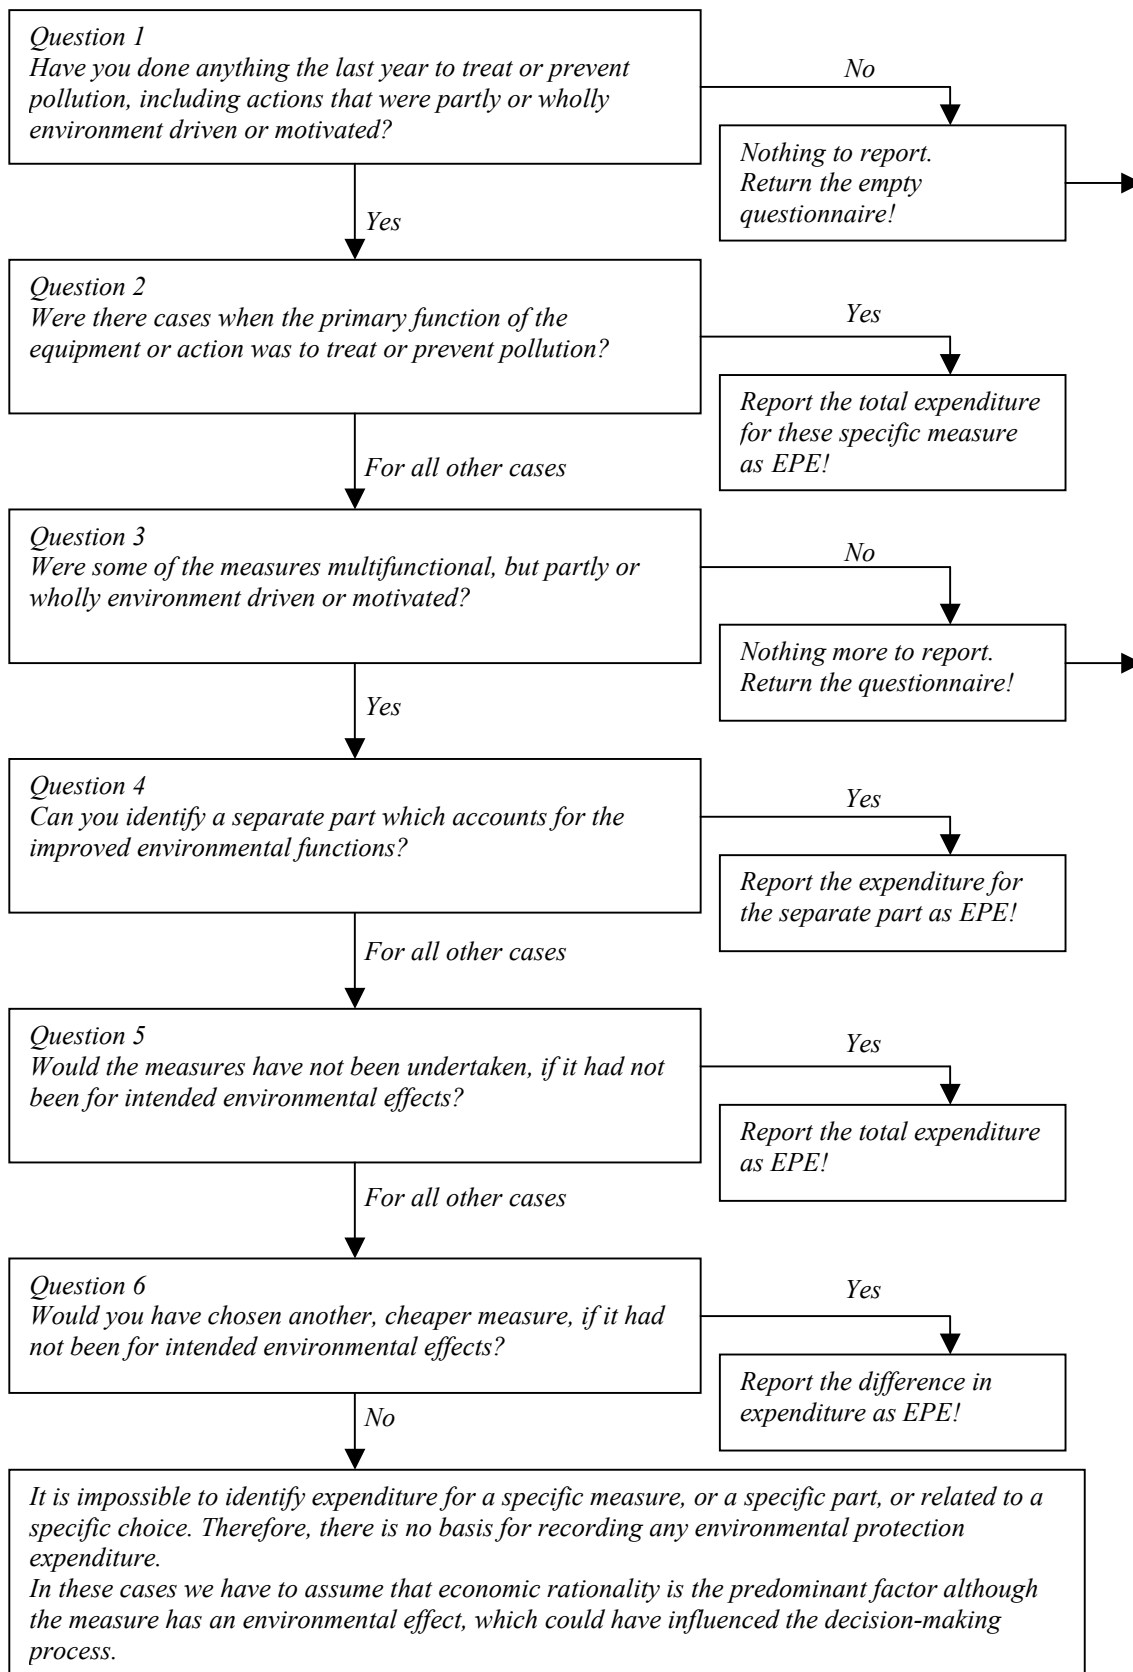 Question 1
Have you done anything the last year to treat or prevent
pollution, including actions that were partly or wholly
environment driven or motivated?
No
Nothing to report.
Return the empty
questionnaire!
Yes
Question 2
Were there cases when the primary function of the
equipment or action was to treat or prevent pollution?
Yes
Report the total expenditure
for these specific measure
as EPE!
For all other cases
Question 3
Were some of the measures multifunctional, but partly or
wholly environment driven or motivated?
No
Nothing more to report.
Return the questionnaire!
Yes
Question 4
Can you identify a separate part which accounts for the
improved environmental functions?
Yes
Report the expenditure for
the separate part as EPE!
For all other cases
Question 5
Would the measures have not been undertaken, if it had not
been for intended environmental effects?
Yes
Report the total expenditure
as EPE!
For all other cases
Question 6
Would you have chosen another, cheaper measure, if it had
not been for intended environmental effects?
Yes
Report the difference in
expenditure as EPE!
No
It is impossible to identify expenditure for a specific measure, or a specific part, or related to a
specific choice. Therefore, there is no basis for recording any environmental protection
expenditure.
In these cases we have to assume that economic rationality is the predominant factor although
the measure has an environmental effect, which could have influenced the decision-making
process.